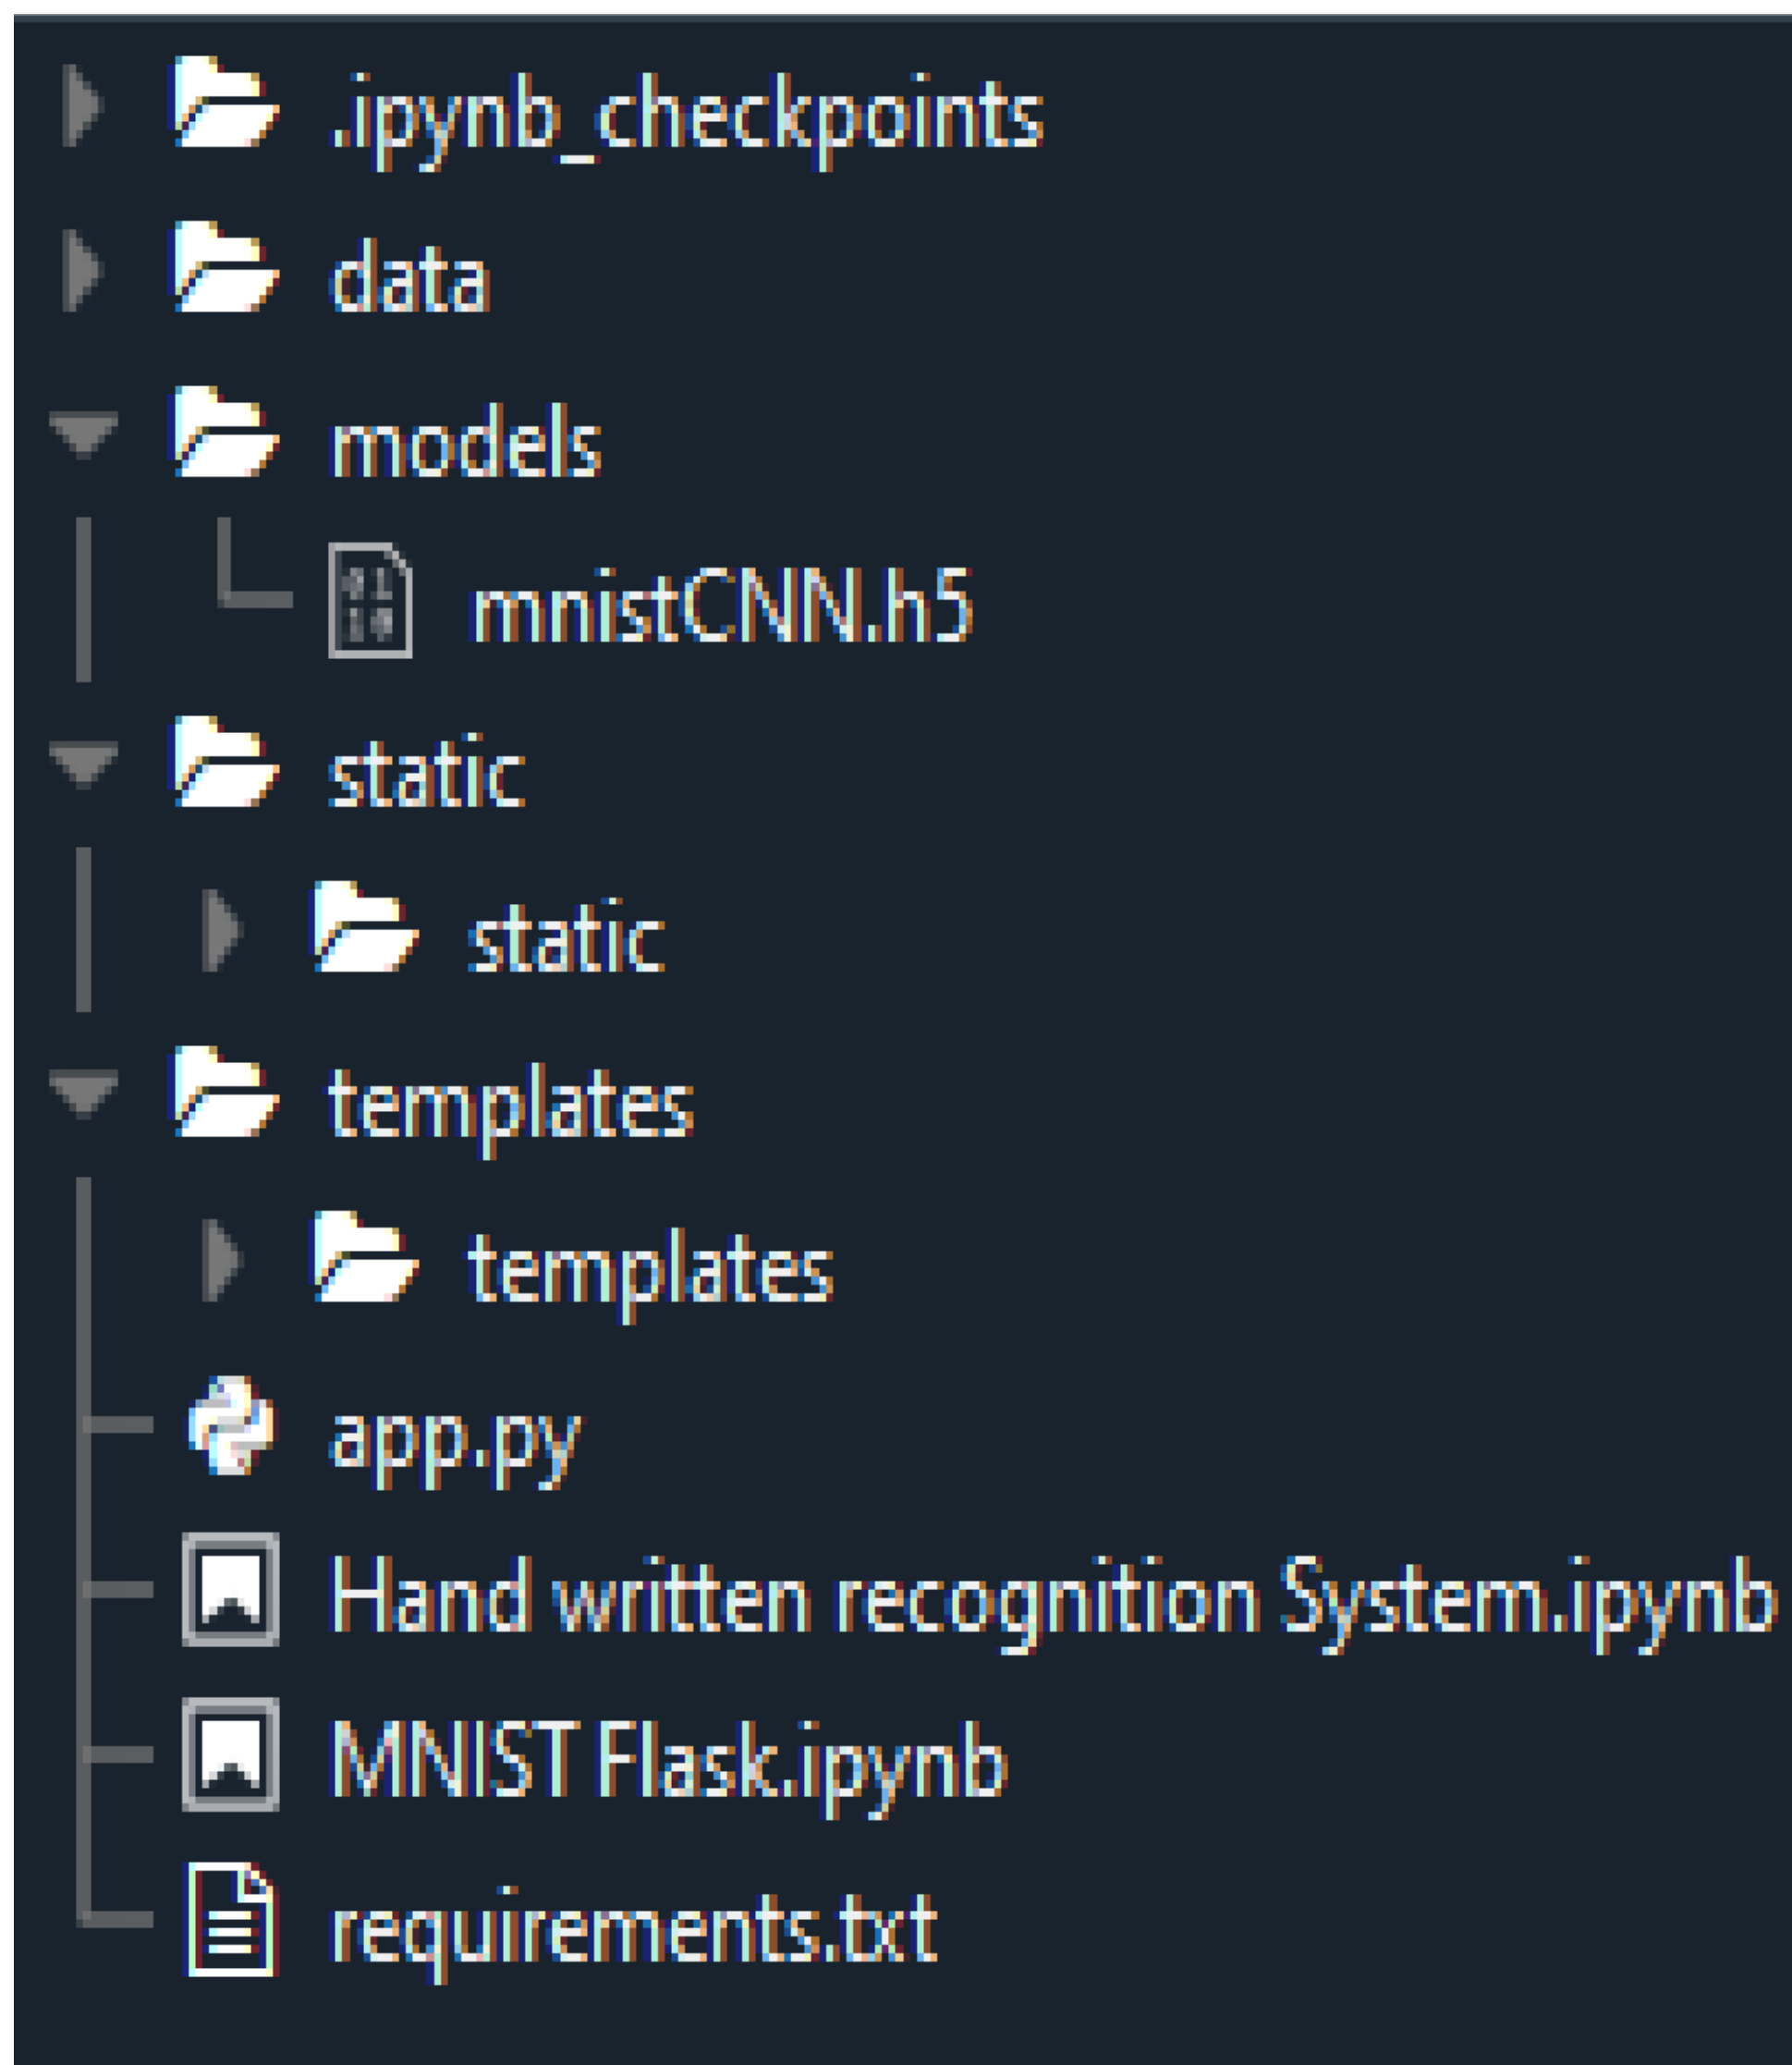 .ipynb_checkpoints
data
models
mnistCNN.h5
static
static
templates
templates
app.py
Hand written recognition System.ipynb
MNIST Flask.ipynb
requirements.txt